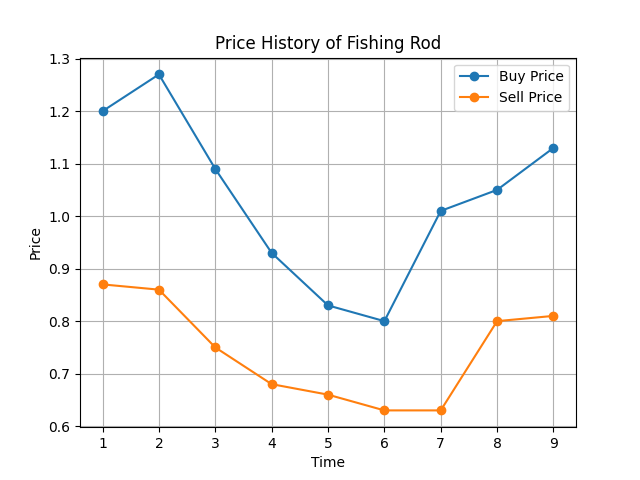 Price History of Fishing Rod
Buy Price
Sell Price
Price
1.3
1.2
1.1
1.0
0.9
0.8
0.7
0.6
1 2 3 4 5 6 7 8 9
Time